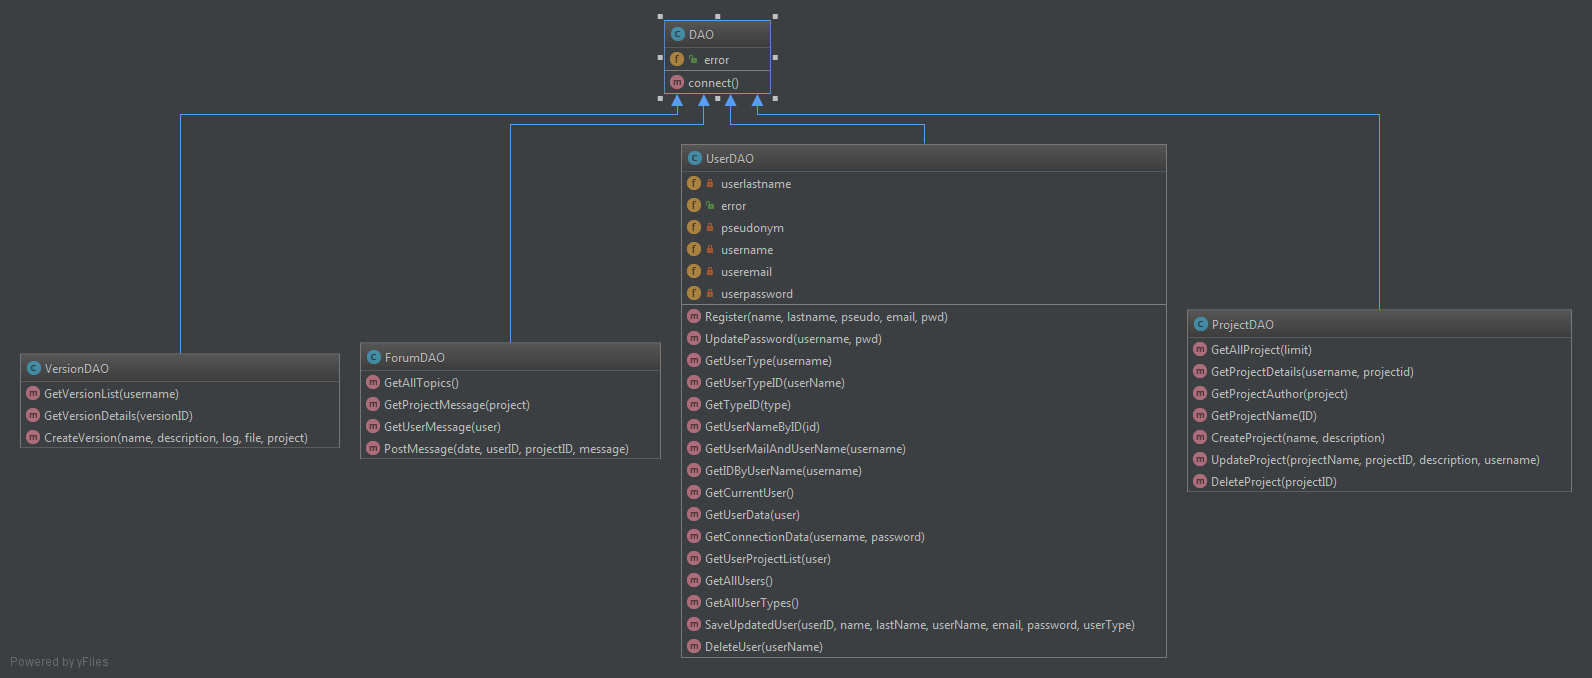 DAO
error
connect()
VersionDAO
GetVersionList(username)
GetVersionDetails(versionID)
CreateVersion(name, description, log, file, project)
ForumDAO
GetAllTopics()
GetProjectMessage(project)
GetUserMessage(user)
PostMessage(date, userID, projectID, message)
UserDAO
userlastname
error
pseudonym
username
useremail
userpassword
Register(name, lastname, pseudo, email, pwd)
UpdatePassword(username, pwd)
GetUserType(username)
GetUserTypeID(userName)
GetTypeID(type)
GetUserNameByID(id)
GetUserMailAndUserName(username)
GetIDByUserName(username)
GetCurrentUser()
GetUserData(user)
GetConnectionData(username, password)
GetUserProjectList(user)
GetAllUsers()
GetAllUserTypes()
SaveUpdatedUser(userID, name, lastName, userName, email, password, userType)
DeleteUser(userName)
ProjectDAO
GetAllProject(limit)
GetProjectDetails(username, projectid)
GetProjectAuthor(project)
GetProjectName(ID)
CreateProject(name, description)
UpdateProject(projectName, projectID, description, username)
DeleteProject(projectID)
Powered by yFiles